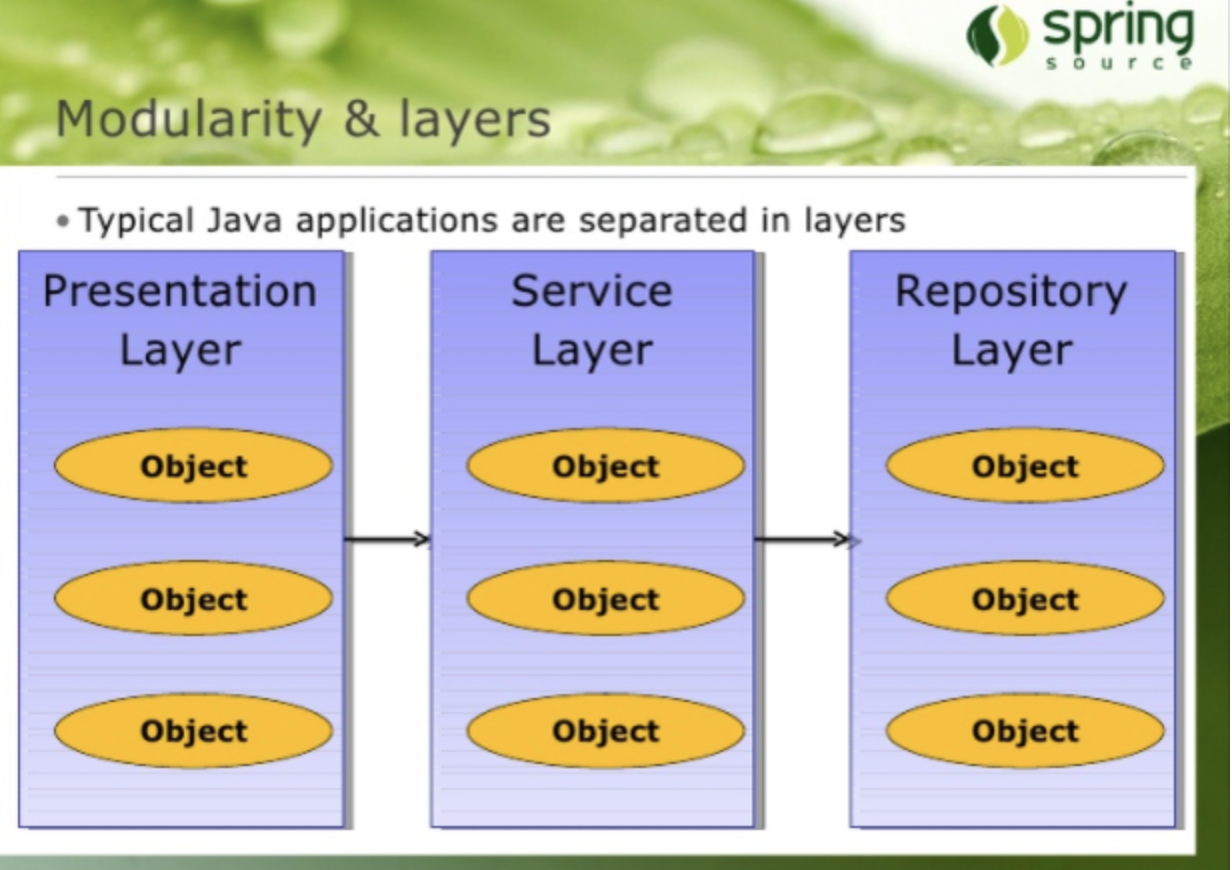 spring
source
Modularity & layers
• Typical Java applications are separated in layers
Presentation
Layer
Object
Object
Object
Service
Layer
Object
Object
Object
Repository
Layer
Object
Object
Object